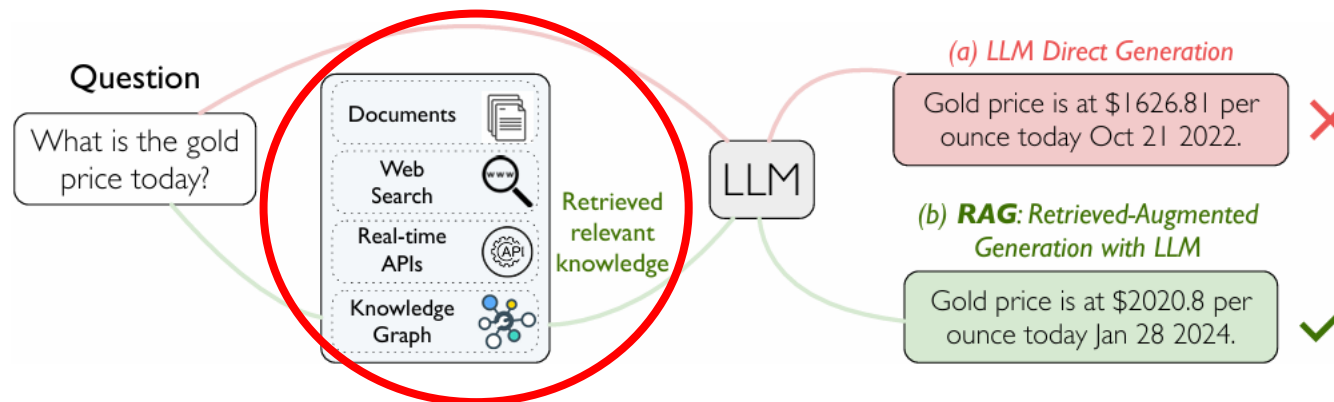 Question
What is the gold
price today?
Documents
Web
Search
www
Real-time
APIs
API
Knowledge
Graph
Retrieved
relevant
knowledge
LLM
(a) LLM Direct Generation
Gold price is at $1626.81 per
ounce today Oct 21 2022.
(b) RAG: Retrieved-Augmented
Generation with LLM
Gold price is at $2020.8 per
ounce today Jan 28 2024.